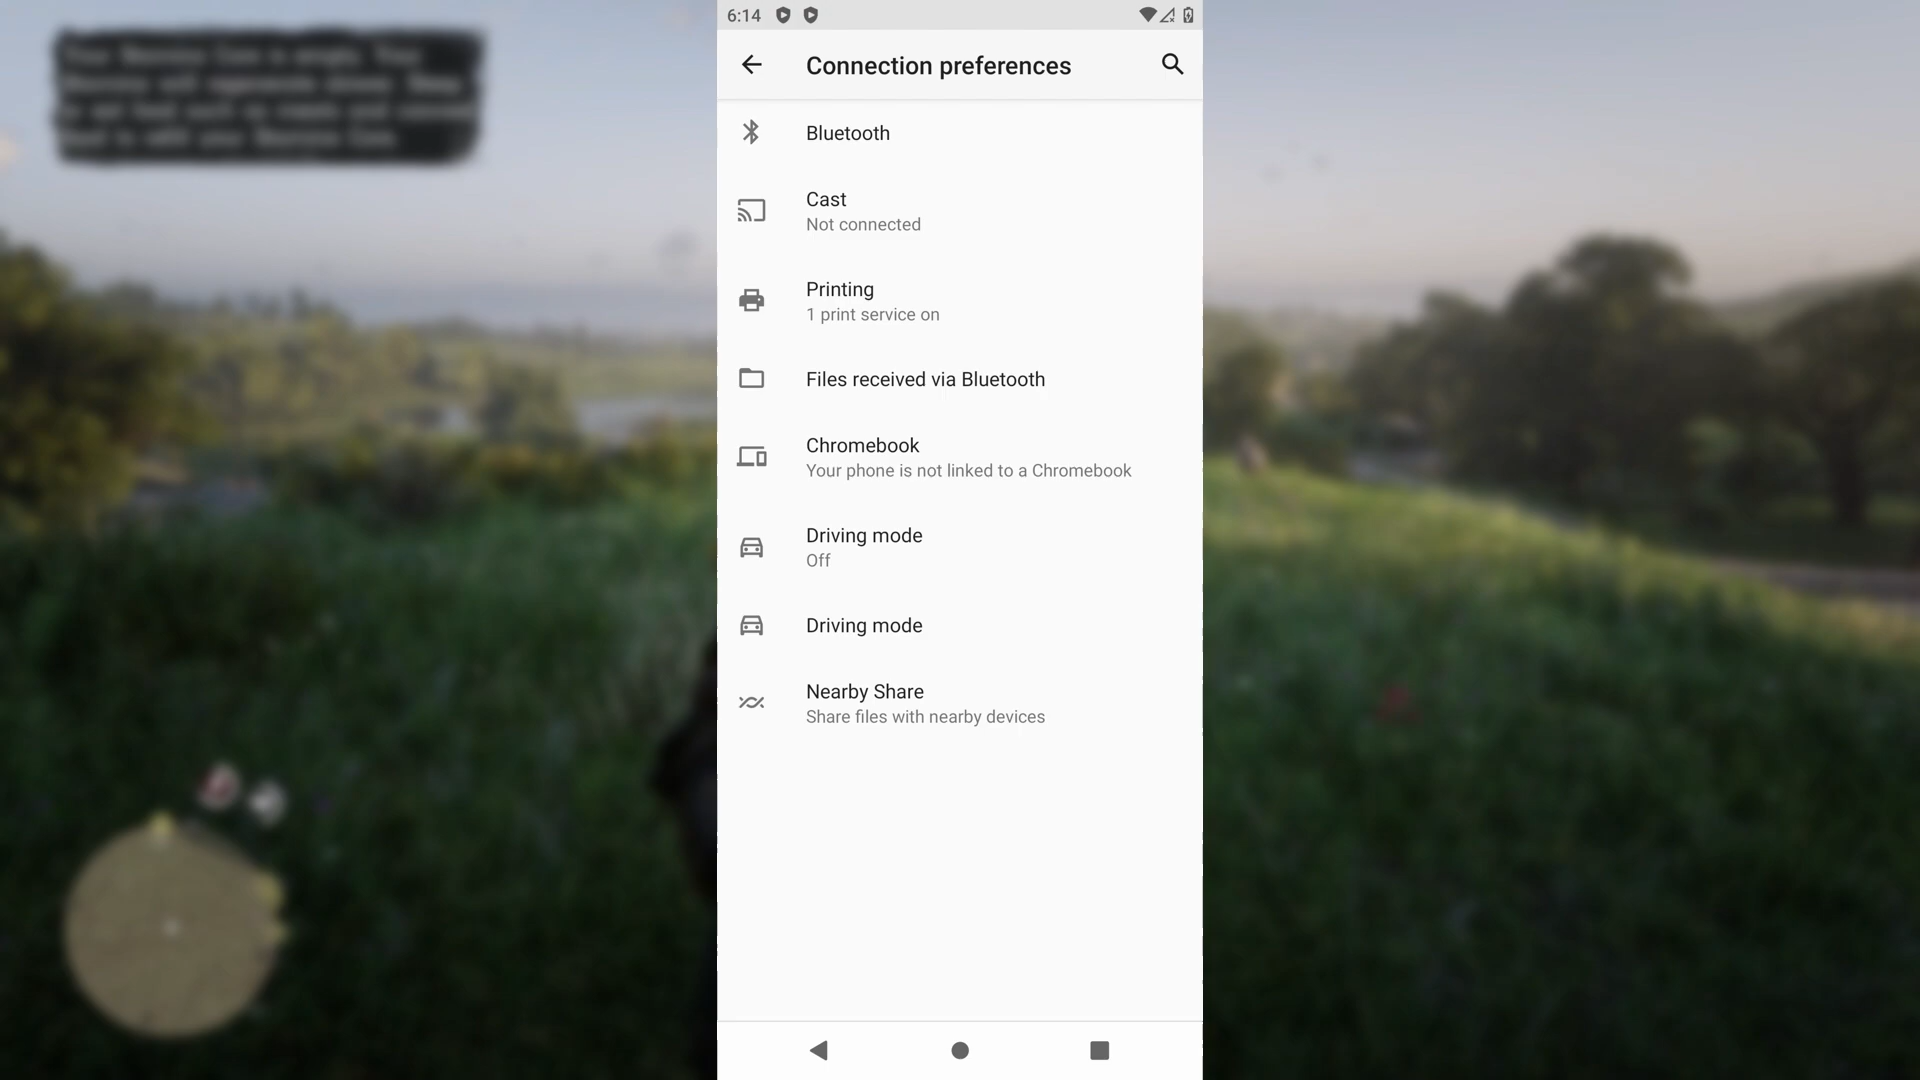 6:14
Connection preferences
Bluetooth
Cast
Not connected
Printing
1 print service on
Files received via Bluetooth
Chromebook
Your phone is not linked to a Chromebook
Driving mode
Off
Driving mode
Nearby Share
Share files with nearby devices